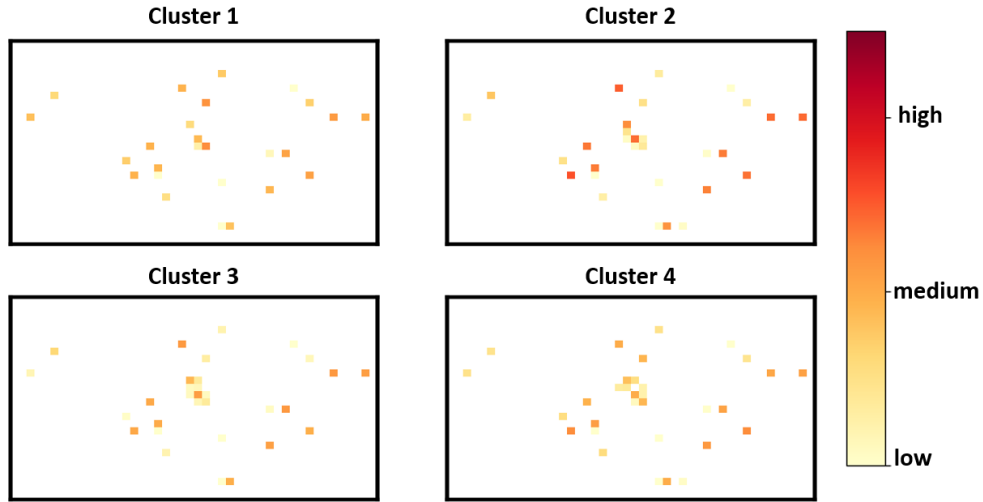 Cluster 1
Cluster 2
Cluster 3
Cluster 4
high
medium
low